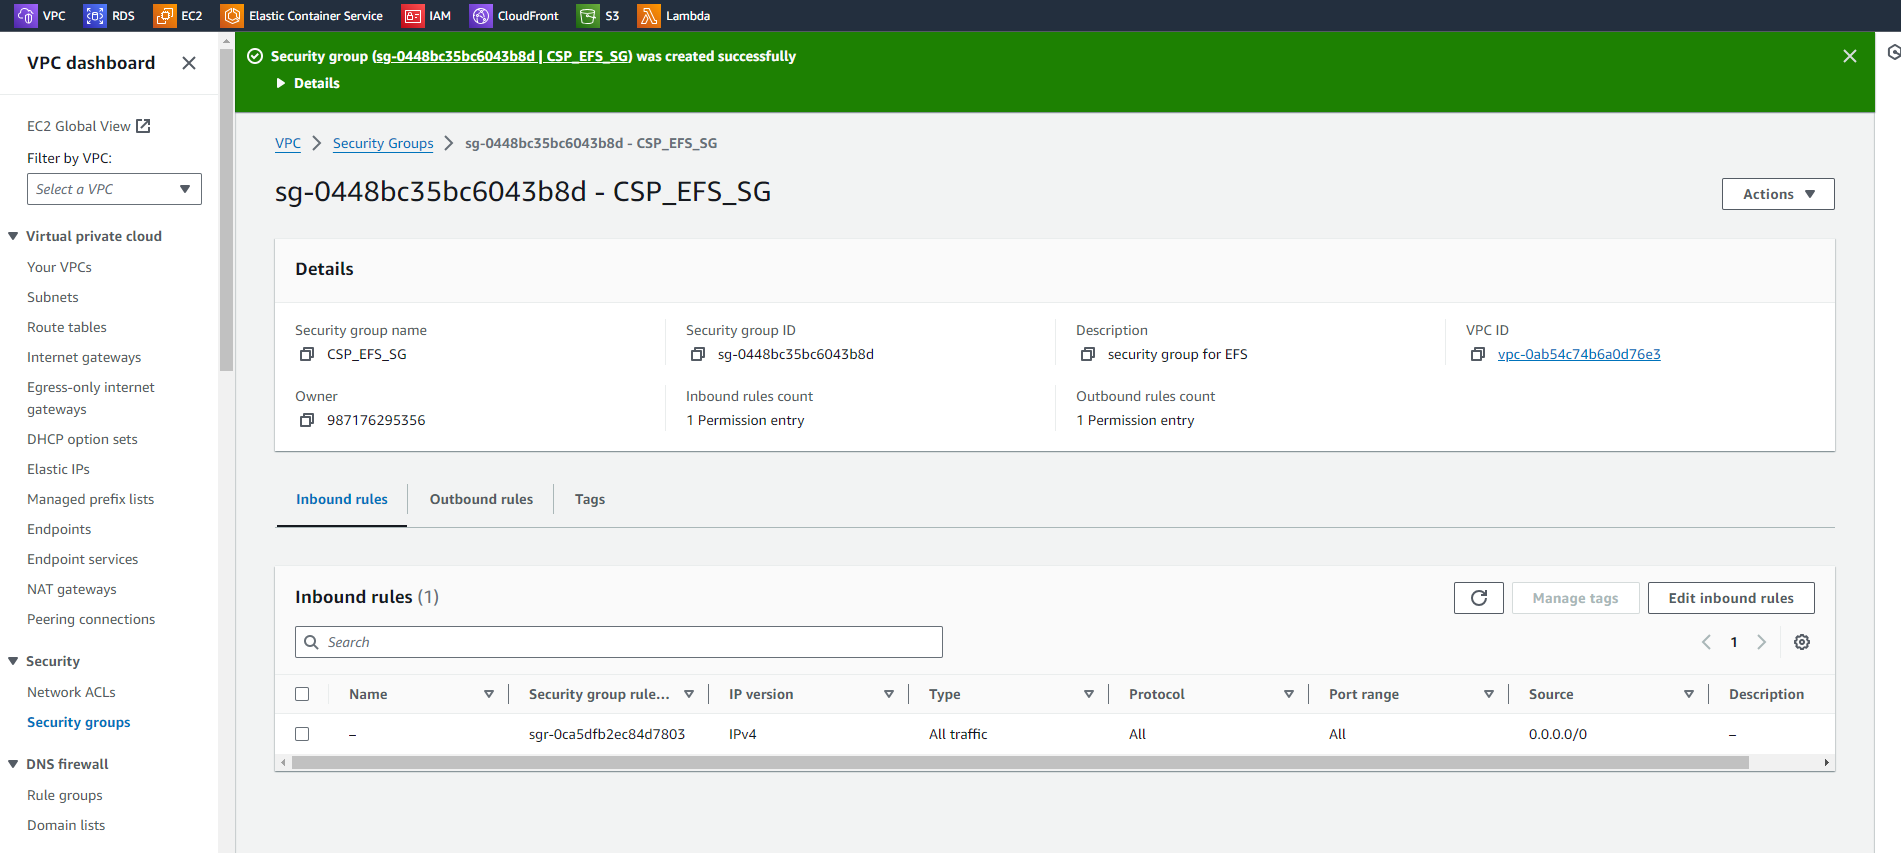 VPC RDS EC2 Elastic Container Service IAM CloudFront S3 Lambda
VPC dashboard
EC2 Global View
Filter by VPC:
Select a VPC
Virtual private cloud
Your VPCs
Subnets
Route tables
Internet gateways
Egress-only internet
gateways
DHCP option sets
Elastic IPs
Managed prefix lists
Endpoints
Endpoint services
NAT gateways
Peering connections
Security
Network ACLs
Security groups
DNS firewall
Rule groups
Domain lists
Security group (sg-0448bc35bc6043b8d | CSP_EFS_SG) was created successfully
Details
VPC > Security Groups > sg-0448bc35bc6043b8d - CSP_EFS_SG
sg-0448bc35bc6043b8d - CSP_EFS_SG
Actions
Details
Security group name Security group ID Description VPC ID
CSP_EFS_SG sg-0448bc35bc6043b8d security group for EFS vpc-0ab54c74b6a0d76e3
Owner Inbound rules count Outbound rules count
987176295356 1 Permission entry 1 Permission entry
Inbound rules Outbound rules Tags
Inbound rules (1)
Manage tags Edit inbound rules
Search
1
Name Security group rule... IP version Type Protocol Port range Source Description
– sgr-0ca5dfb2ec84d7803 IPv4 All traffic All All 0.0.0.0/0 –